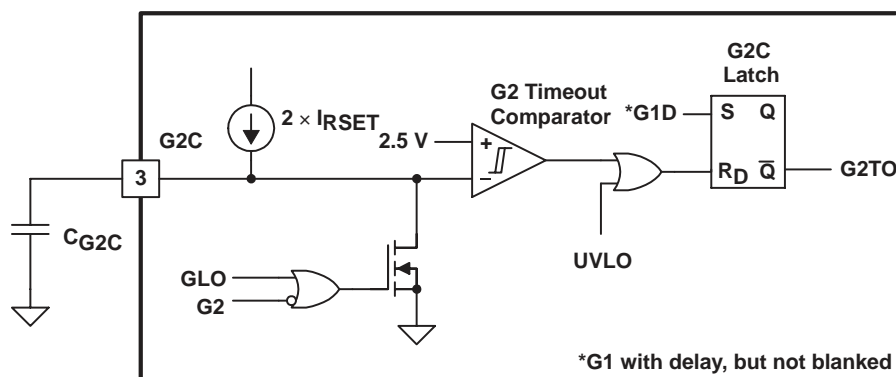 G2C
Latch
G2 Timeout
Comparator
2 × IRSET
G2C
*G1D
S Q
2.5 V
+
3
−
RD Q̅
G2TO
CG2C
GLO
G2
UVLO
*G1 with delay, but not blanked